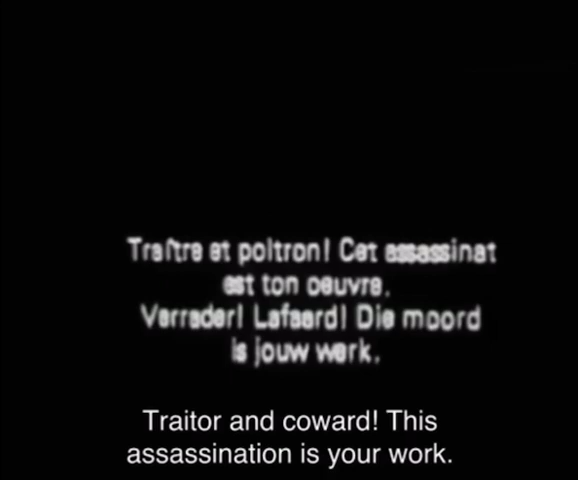 Traître et poltron! Cet assassinat
est ton oeuvre.
Verrader! Lafaard! Die moord
is jouw werk.
Traitor and coward! This
assassination is your work.